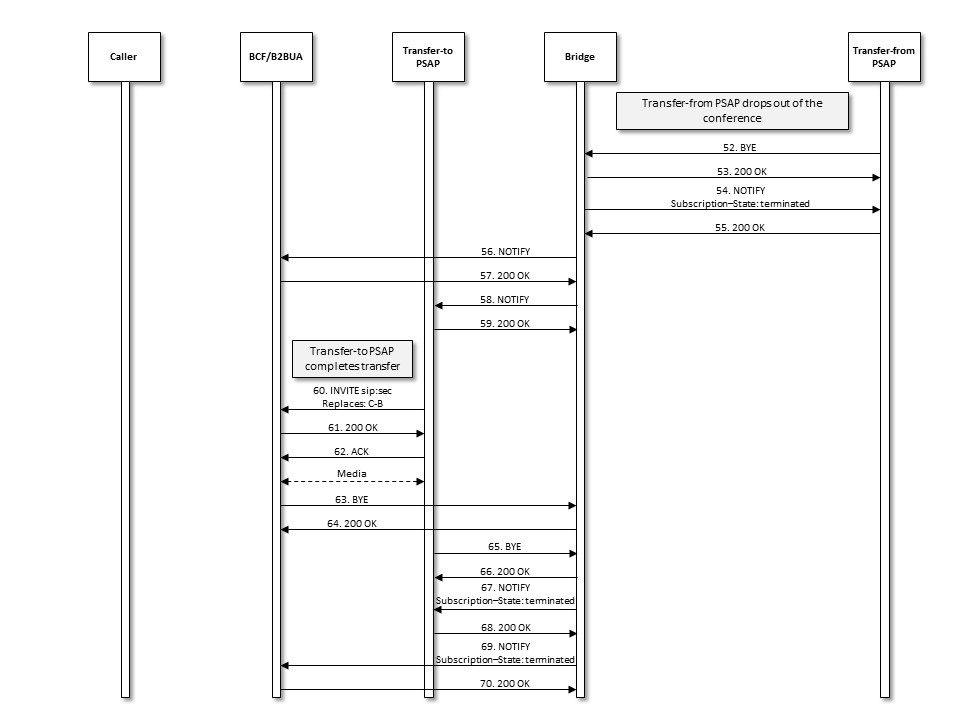 Caller
BCF/B2BUA
Transfer-to
PSAP
Bridge
Transfer-from
PSAP
Transfer-from PSAP drops out of the
conference
52. BYE
53. 200 OK
54. NOTIFY
Subscription–State: terminated
55. 200 OK
56. NOTIFY
57. 200 OK
58. NOTIFY
59. 200 OK
Transfer-to PSAP
completes transfer
60. INVITE sip:sec
Replaces: C-B
61. 200 OK
62. ACK
Media
63. BYE
64. 200 OK
65. BYE
66. 200 OK
67. NOTIFY
Subscription–State: terminated
68. 200 OK
69. NOTIFY
Subscription–State: terminated
70. 200 OK